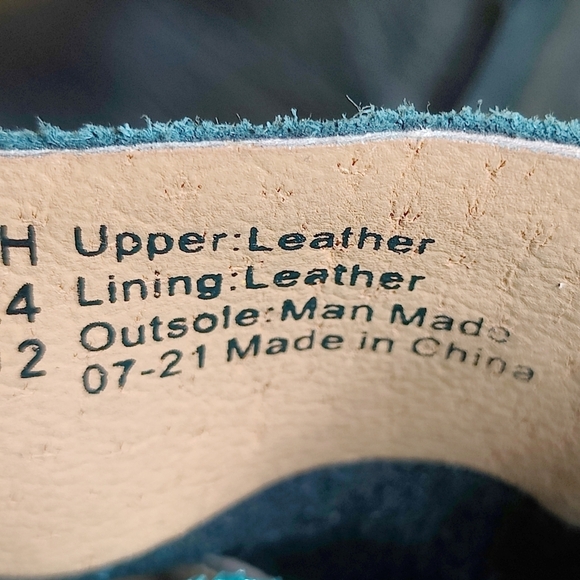 H Upper:Leather
4 Lining:Leather
2 Outsole:Man Made
07-21 Made in China